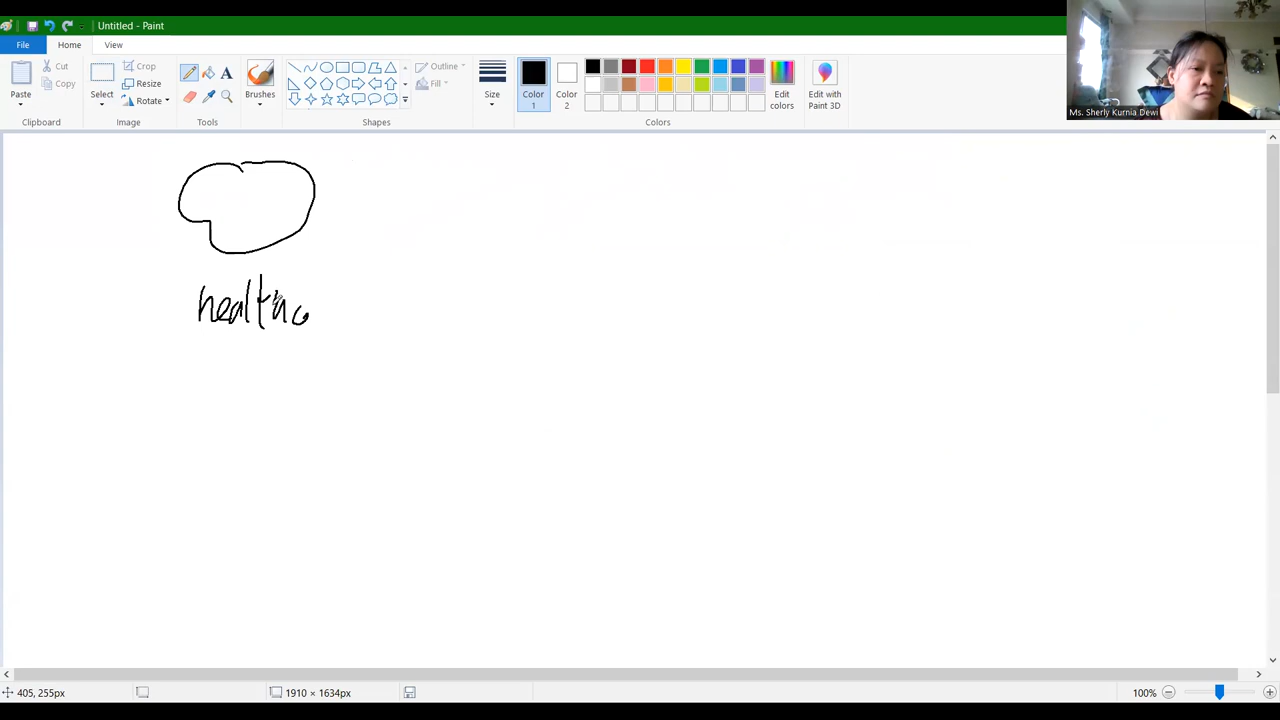 Untitled - Paint
File
Home
View
Paste
Cut
Copy
Clipboard
Select
Crop
Resize
Rotate
Image
Tools
Brushes
Outline
Fill
Shapes
Size
Color
1
Color
2
Edit
colors
Edit with
Paint 3D
Colors
Ms. Sherly Kurnia Dewi
405, 255px
1910 × 1634px
100%